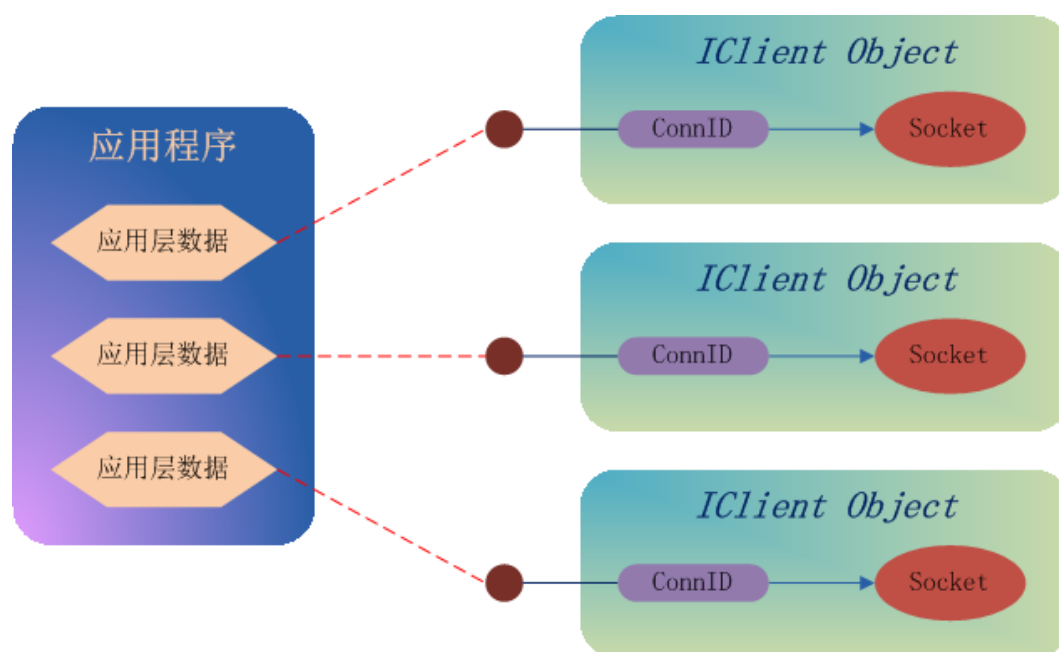 应用程序
应用层数据
应用层数据
应用层数据
IClient Object
ConnID
Socket
IClient Object
ConnID
Socket
IClient Object
ConnID
Socket